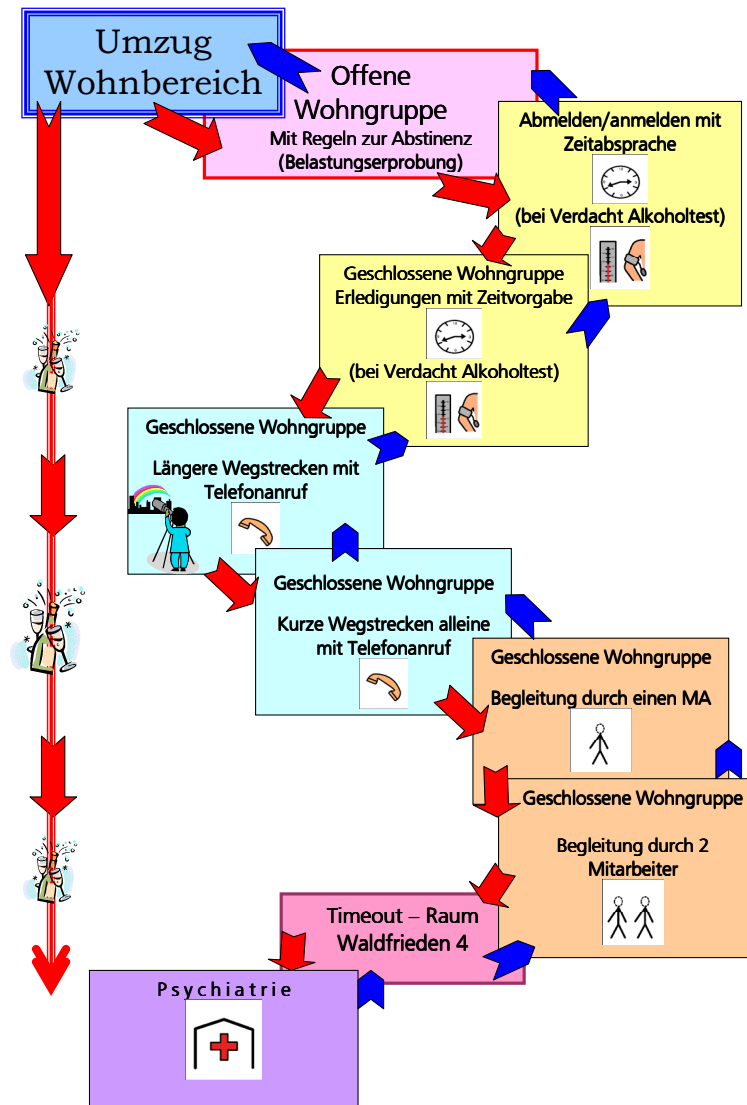 Umzug
Wohnbereich
Offene
Wohngruppe
Mit Regeln zur Abstinenz
(Belastungserprobung)
Abmelden/anmelden mit
Zeitabsprache
(bei Verdacht Alkoholtest)
Geschlossene Wohngruppe
Erledigungen mit Zeitvorgabe
(bei Verdacht Alkoholtest)
Geschlossene Wohngruppe
Längere Wegstrecken mit
Telefonanruf
Geschlossene Wohngruppe
Kurze Wegstrecken alleine
mit Telefonanruf
Geschlossene Wohngruppe
Begleitung durch einen MA
Geschlossene Wohngruppe
Begleitung durch 2
Mitarbeiter
Timeout – Raum
Waldfrieden 4
Psychiatrie